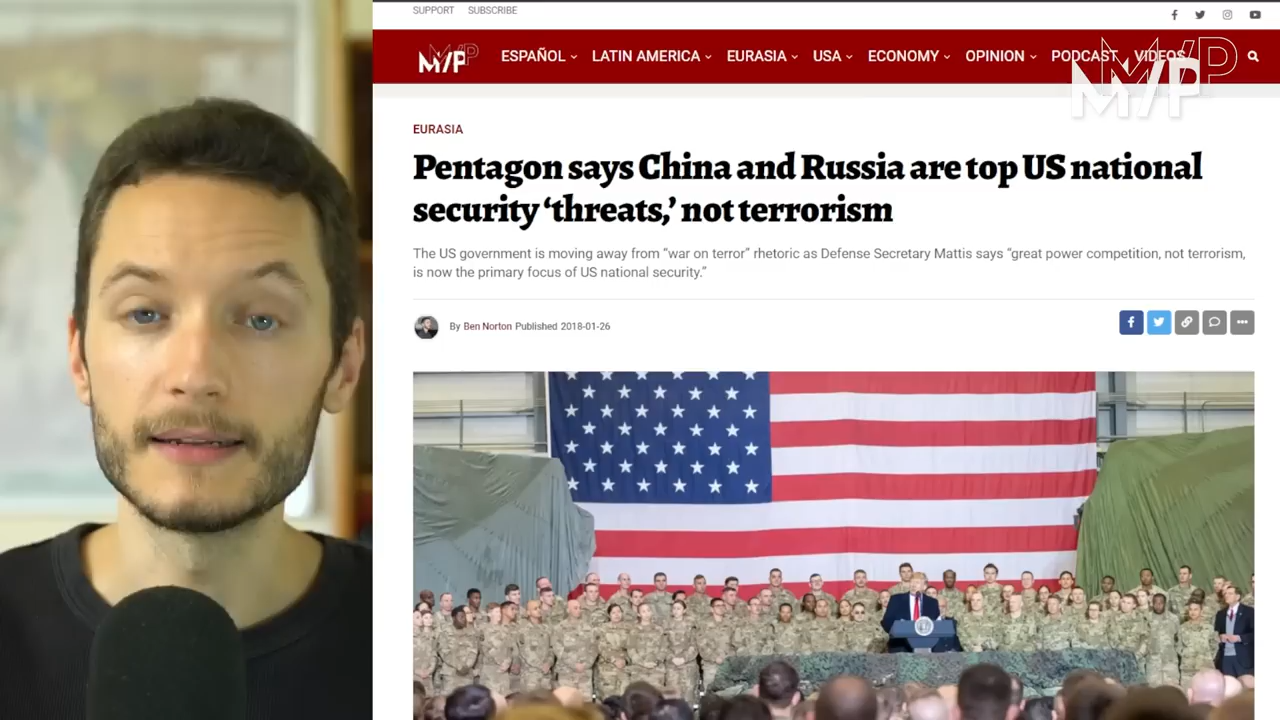 SUPPORT SUBSCRIBE
M/P ESPAÑOL LATIN AMERICA EURASIA USA ECONOMY OPINION PODCAST VIDEOS
M/P
EURASIA
Pentagon says China and Russia are top US national
security ‘threats,’ not terrorism
The US government is moving away from “war on terror” rhetoric as Defense Secretary Mattis says “great power competition, not terrorism,
is now the primary focus of US national security.”
By Ben Norton Published 2018-01-26